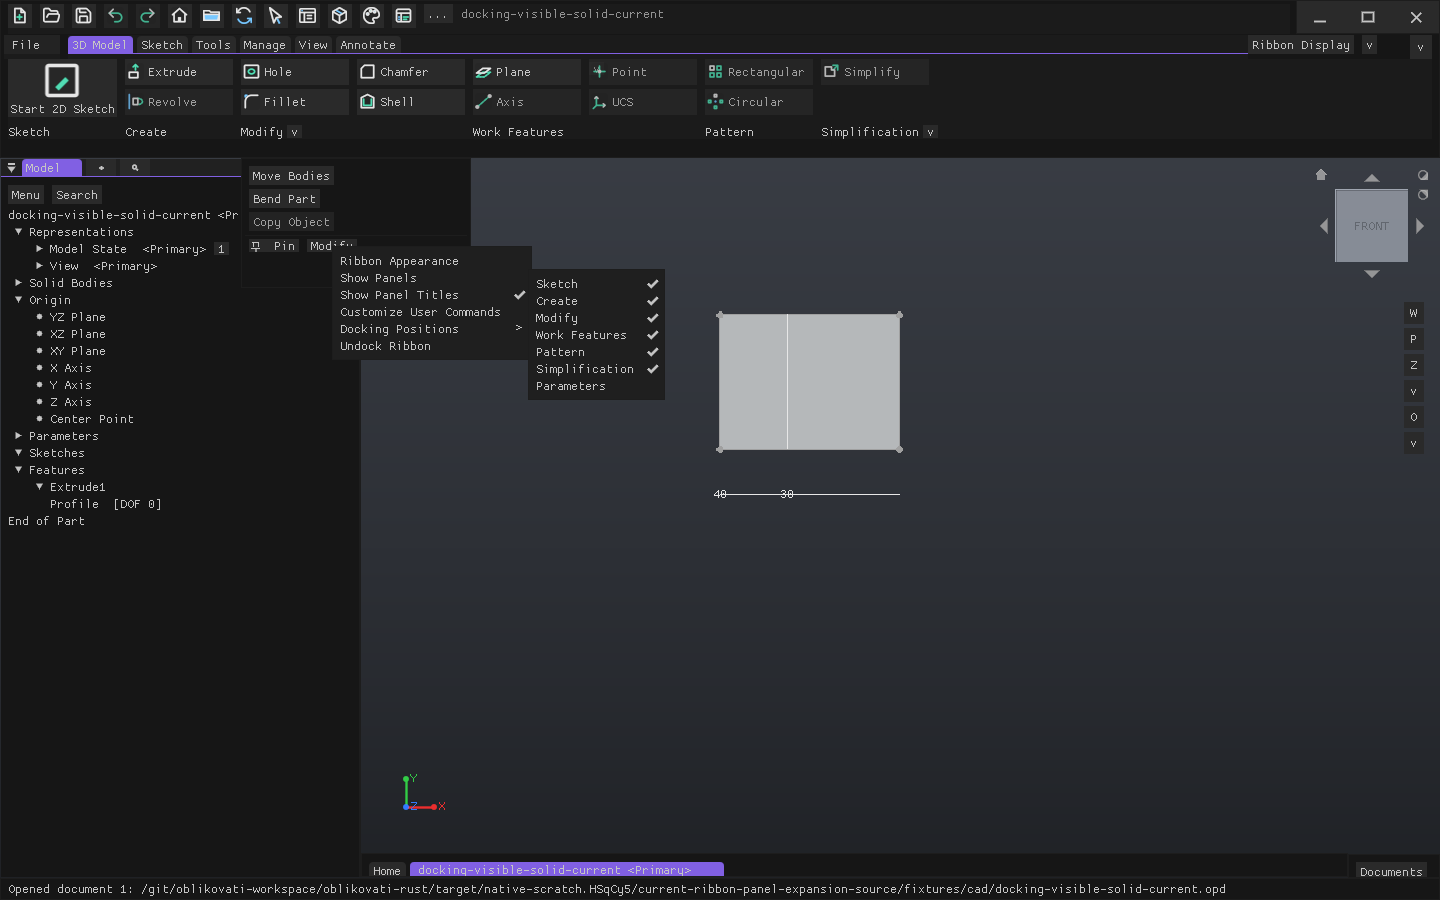 ... docking-visible-solid-current
File 3D Model Sketch Tools Manage View Annotate Ribbon Display v v
Start 2D Sketch
Extrude Hole Chamfer Plane Point Rectangular Simplify
Revolve Fillet Shell Axis UCS Circular
Sketch Create Modify v Work Features Pattern Simplification v
Model
Menu Search
docking-visible-solid-current <Pr
Representations
Model State <Primary> 1
View <Primary>
Solid Bodies
Origin
YZ Plane
XZ Plane
XY Plane
X Axis
Y Axis
Z Axis
Center Point
Parameters
Sketches
Features
Extrude1
Profile [DOF 0]
End of Part
Move Bodies
Bend Part
Copy Object
Pin Modify
Ribbon Appearance
Show Panels
Show Panel Titles
Customize User Commands
Docking Positions >
Undock Ribbon
Sketch
Create
Modify
Work Features
Pattern
Simplification
Parameters
FRONT
W
P
Z
v
O
v
40 30
Y
Z X
Home docking-visible-solid-current <Primary> Documents
Opened document 1: /git/oblikovati-workspace/oblikovati-rust/target/native-scratch.HSqCy5/current-ribbon-panel-expansion-source/fixtures/cad/docking-visible-solid-current.opd